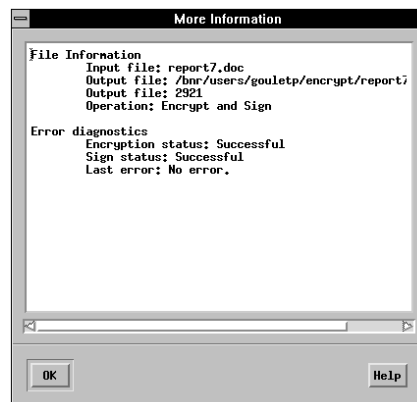 More Information
File Information
Input file: report7.doc
Output file: /bnr/users/gouletp/encrypt/report7
Output file: 2921
Operation: Encrypt and Sign
Error diagnostics
Encryption status: Successful
Sign status: Successful
Last error: No error.
OK
Help